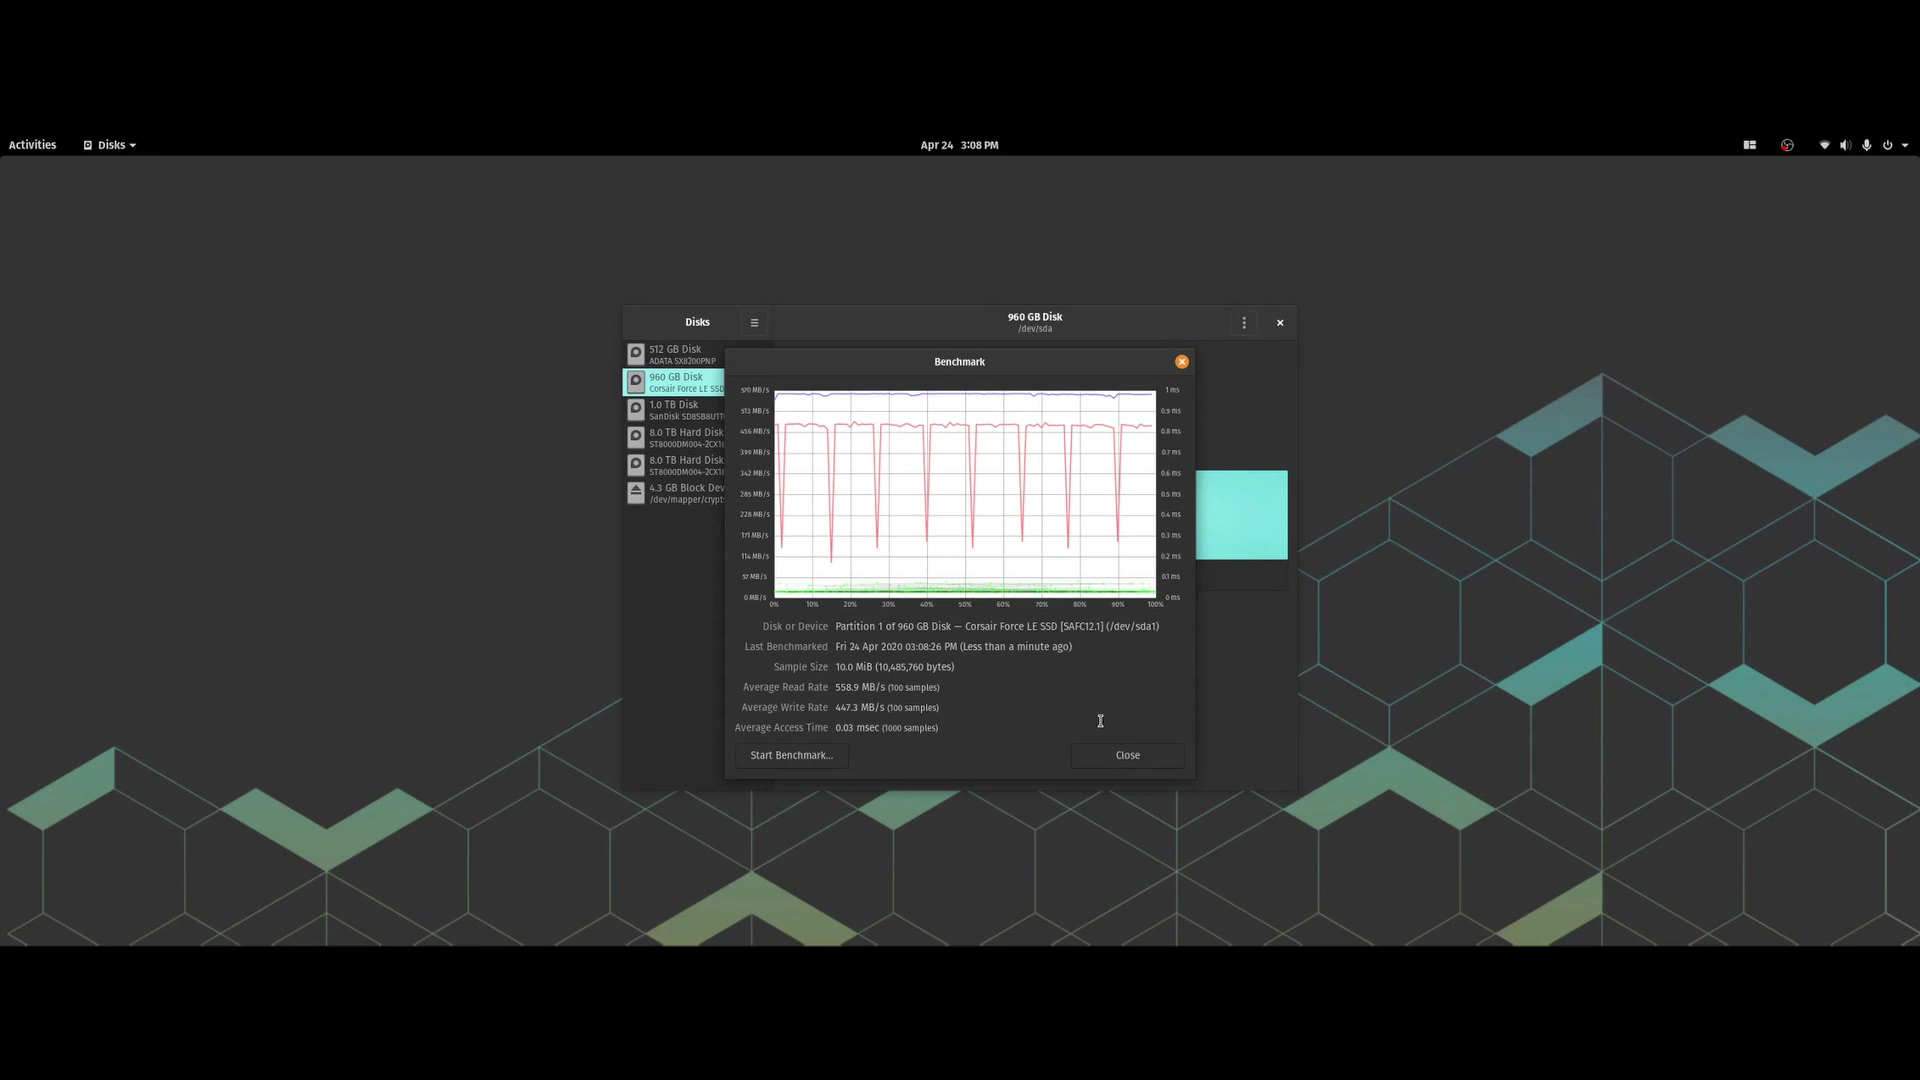 Activities
Disks
Apr 24 3:08 PM
Disks
960 GB Disk
/dev/sda
512 GB Disk
ADATA SX8200PNP
960 GB Disk
Corsair Force LE SSD
1.0 TB Disk
SanDisk SD8SB8U1T
8.0 TB Hard Disk
ST8000DM004-2CX18
8.0 TB Hard Disk
ST8000DM004-2CX18
4.3 GB Block Dev
/dev/mapper/crypt
Benchmark
570 MB/s
513 MB/s
456 MB/s
399 MB/s
342 MB/s
285 MB/s
228 MB/s
171 MB/s
114 MB/s
57 MB/s
0 MB/s
1 ms
0.9 ms
0.8 ms
0.7 ms
0.6 ms
0.5 ms
0.4 ms
0.3 ms
0.2 ms
0.1 ms
0 ms
0% 10% 20% 30% 40% 50% 60% 70% 80% 90% 100%
Disk or Device Partition 1 of 960 GB Disk — Corsair Force LE SSD [SAFC12.1] (/dev/sda1)
Last Benchmarked Fri 24 Apr 2020 03:08:26 PM (Less than a minute ago)
Sample Size 10.0 MiB (10,485,760 bytes)
Average Read Rate 558.9 MB/s (100 samples)
Average Write Rate 447.3 MB/s (100 samples)
Average Access Time 0.03 msec (1000 samples)
Start Benchmark...
Close